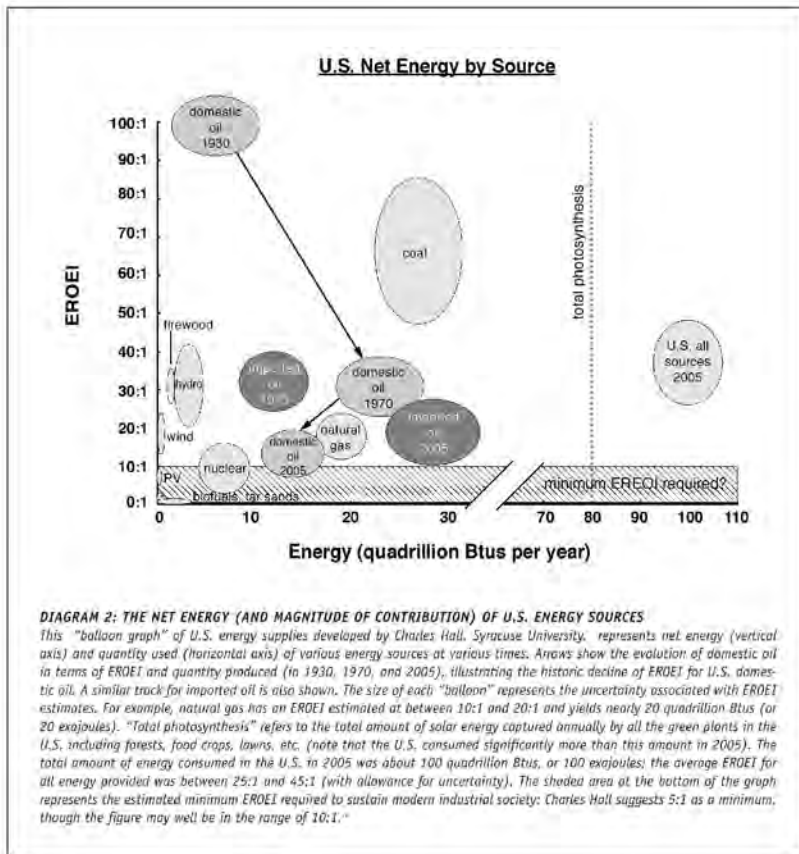 U.S. Net Energy by Source
EROEI
100:1
90:1
80:1
70:1
60:1
50:1
40:1
30:1
20:1
10:1
0:1
domestic
oil
1930
coal
total photosynthesis
U.S. all
sources
2005
firewood
hydro
imported
oil
domestic
oil
1970
imported
oil
2005
natural
gas
domestic
oil
2005
wind
nuclear
PV
biofuels, tar sands
minimum EREOI required?
0 10 20 30 70 80 90 100 110
Energy (quadrillion Btus per year)
DIAGRAM 2: THE NET ENERGY (AND MAGNITUDE OF CONTRIBUTION) OF U.S. ENERGY SOURCES
This "balloon graph" of U.S. energy supplies developed by Charles Hall, Syracuse University, represents net energy (vertical
axis) and quantity used (horizontal axis) of various energy sources at various times. Arrows show the evolution of domestic oil
in terms of EROEI and quantity produced (in 1930, 1970, and 2005), illustrating the historic decline of EROEI for U.S. domes-
tic oil. A similar track for imported oil is also shown. The size of each "balloon" represents the uncertainty associated with EROEI
estimates. For example, natural gas has an EROEI estimated at between 10:1 and 20:1 and yields nearly 20 quadrillion Btus (or
20 exajoules). "Total photosynthesis" refers to the total amount of solar energy captured annually by all the green plants in the
U.S. including forests, food crops, lawns, etc. (note that the U.S. consumed significantly more than this amount in 2005). The
total amount of energy consumed in the U.S. in 2005 was about 100 quadrillion Btus, or 100 exajoules; the average EROEI for
all energy provided was between 25:1 and 45:1 (with allowance for uncertainty). The shaded area at the bottom of the graph
represents the estimated minimum EROEI required to sustain modern industrial society: Charles Hall suggests 5:1 as a minimum,
though the figure may well be in the range of 10:1.